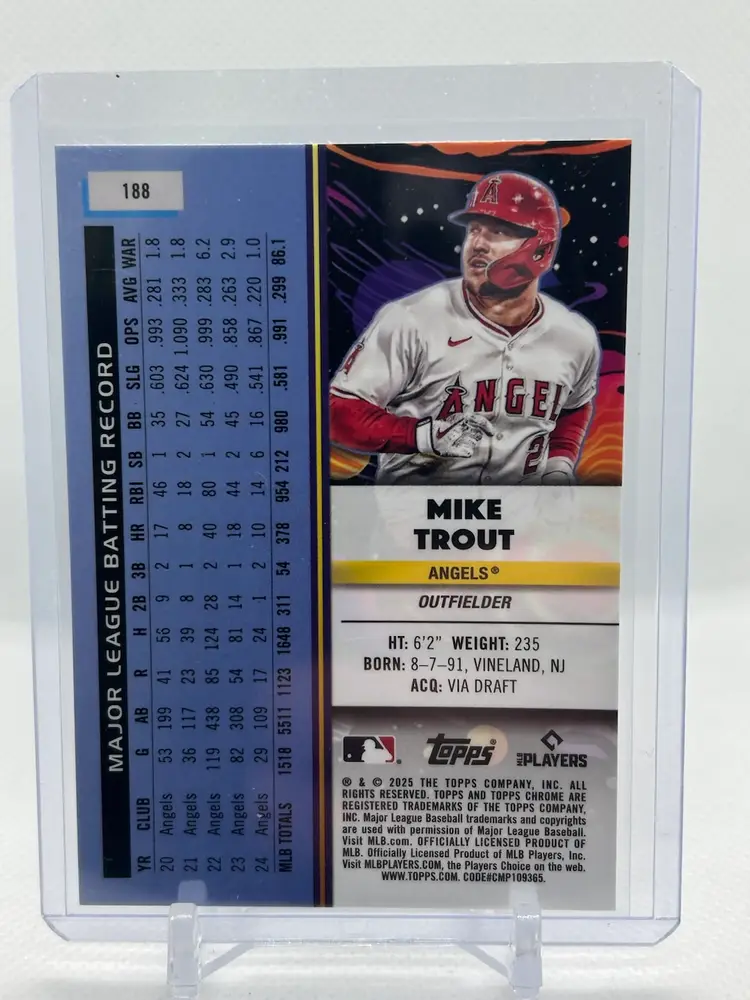 188
MAJOR LEAGUE BATTING RECORD
YR CLUB G AB R H 2B 3B HR RBI SB BB SLG OPS AVG WAR
20 Angels 53 199 41 56 9 2 17 46 1 35 .603 .993 .281 1.8
21 Angels 36 117 23 39 8 1 8 18 2 27 .624 1.090 .333 1.8
22 Angels 119 438 85 124 28 2 40 80 1 54 .630 .999 .283 6.2
23 Angels 82 308 54 81 14 1 18 44 2 45 .490 .858 .263 2.9
24 Angels 29 109 17 24 1 2 10 14 6 16 .541 .867 .220 1.0
MLB TOTALS 1518 5511 1123 1648 311 54 378 954 212 980 .581 .991 .299 86.1
A
ANGEL
2
MIKE
TROUT
ANGELS®
OUTFIELDER
HT: 6'2" WEIGHT: 235
BORN: 8-7-91, VINELAND, NJ
ACQ: VIA DRAFT
Topps® MLB PLAYERS
® & © 2025 THE TOPPS COMPANY, INC. ALL
RIGHTS RESERVED. TOPPS AND TOPPS CHROME ARE
REGISTERED TRADEMARKS OF THE TOPPS COMPANY,
INC. Major League Baseball trademarks and copyrights
are used with permission of Major League Baseball.
Visit MLB.com. OFFICIALLY LICENSED PRODUCT OF
MLB. Officially Licensed Product of MLB Players, Inc.
Visit MLBPLAYERS.COM, the Players Choice on the web.
WWW.TOPPS.COM. CODE#CMP109365.